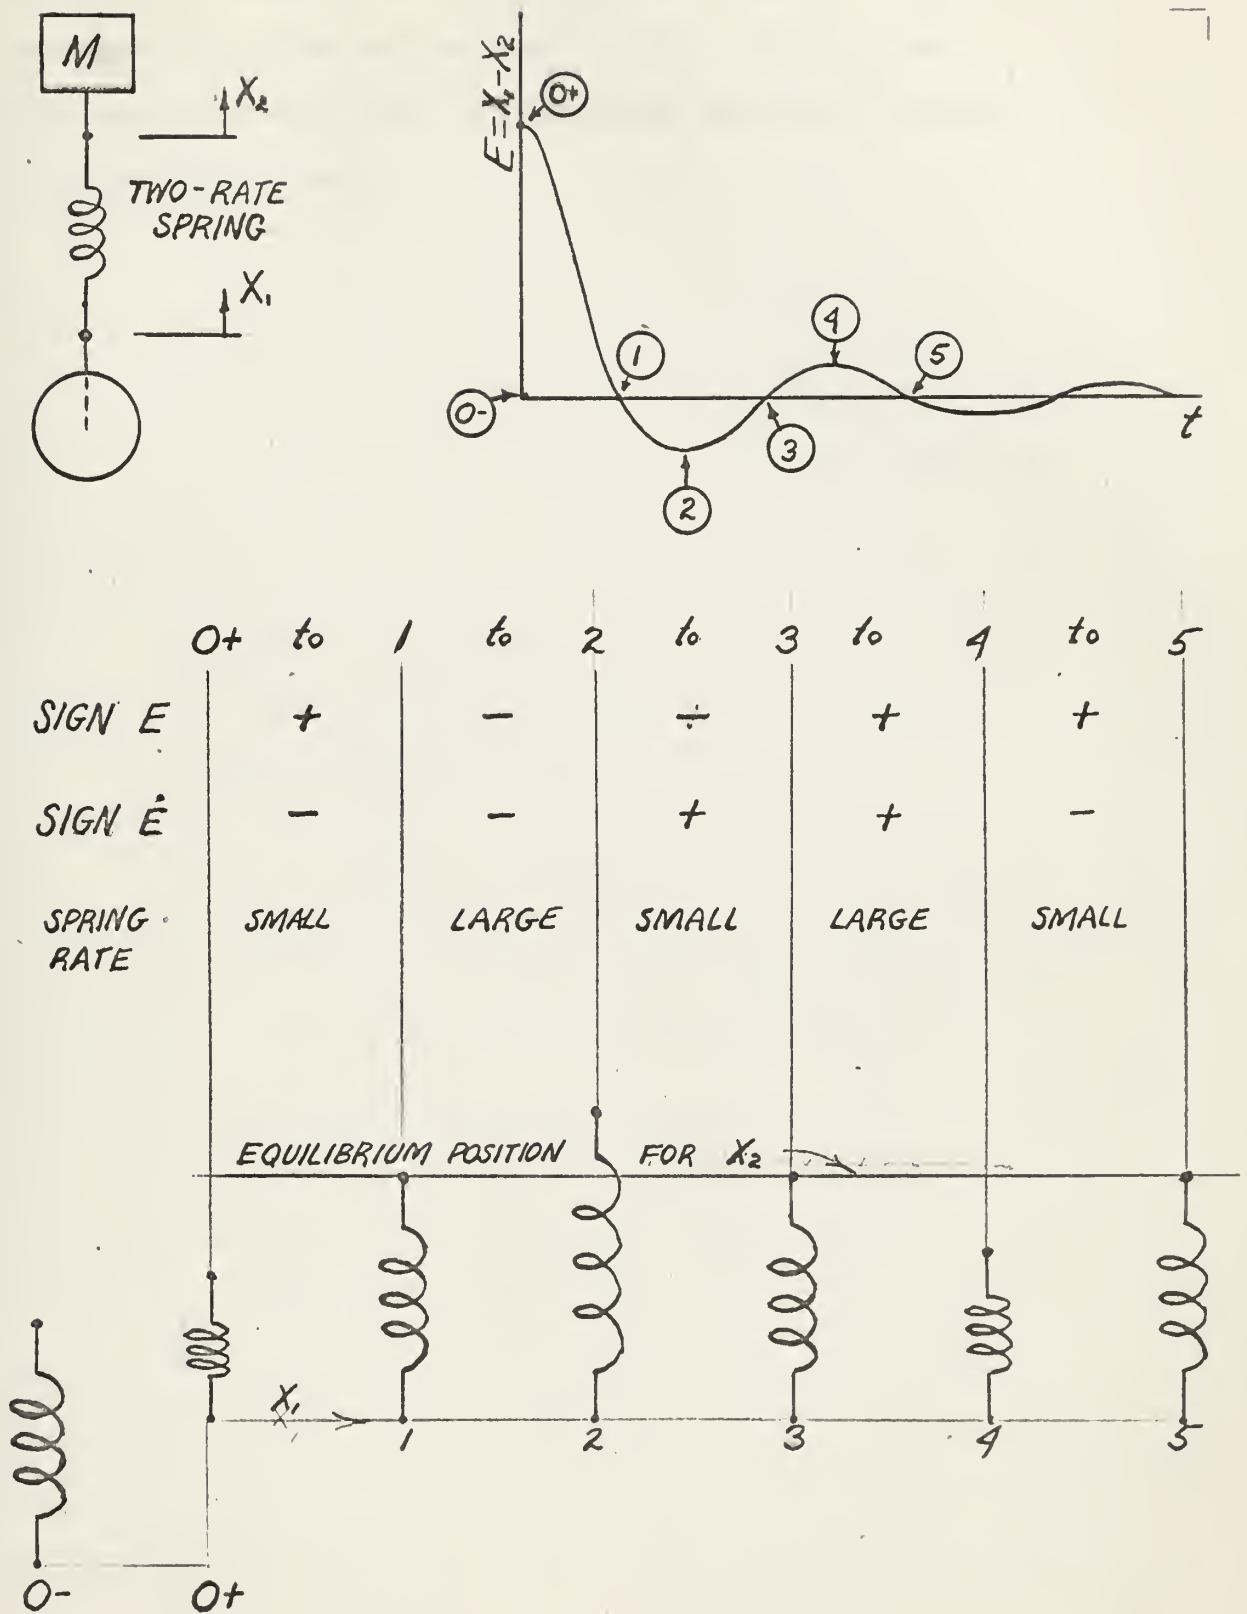 M
X₂
TWO-RATE
SPRING
X₁
E=X₁-X₂
0+
0-
1
2
3
4
5
t
0+ to 1 to 2 to 3 to 4 to 5
SIGN E + - ÷ + +
SIGN Ė - - + + -
SPRING SMALL LARGE SMALL LARGE SMALL
RATE
EQUILIBRIUM POSITION FOR X₂
X₁
1 2 3 4 5
0- 0+